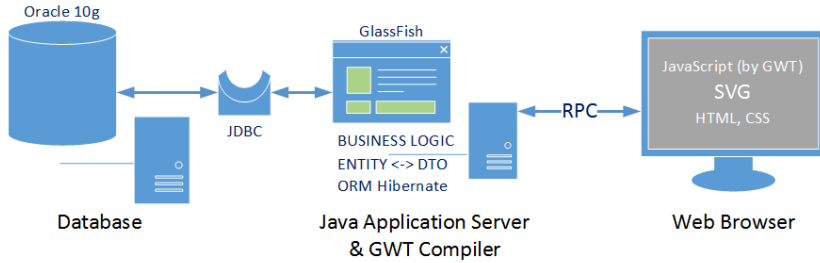 Oracle 10g
GlassFish
JavaScript (by GWT)
SVG
HTML, CSS
JDBC
RPC
BUSINESS LOGIC
ENTITY <-> DTO
ORM Hibernate
Database
Java Application Server
& GWT Compiler
Web Browser